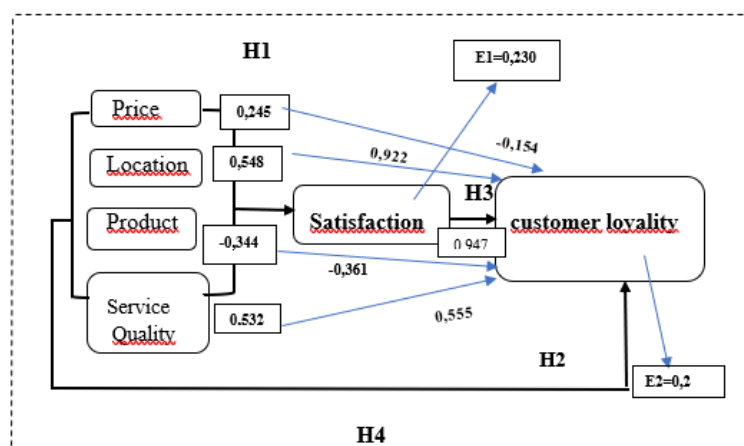 H1
E1=0,230
Price
0,245
-0,154
Location
0,548
0,922
H3
Product
Satisfaction
customer loyality
-0,344
0.947
-0,361
Service
Quality
0.532
0,555
H2
E2=0,2
H4